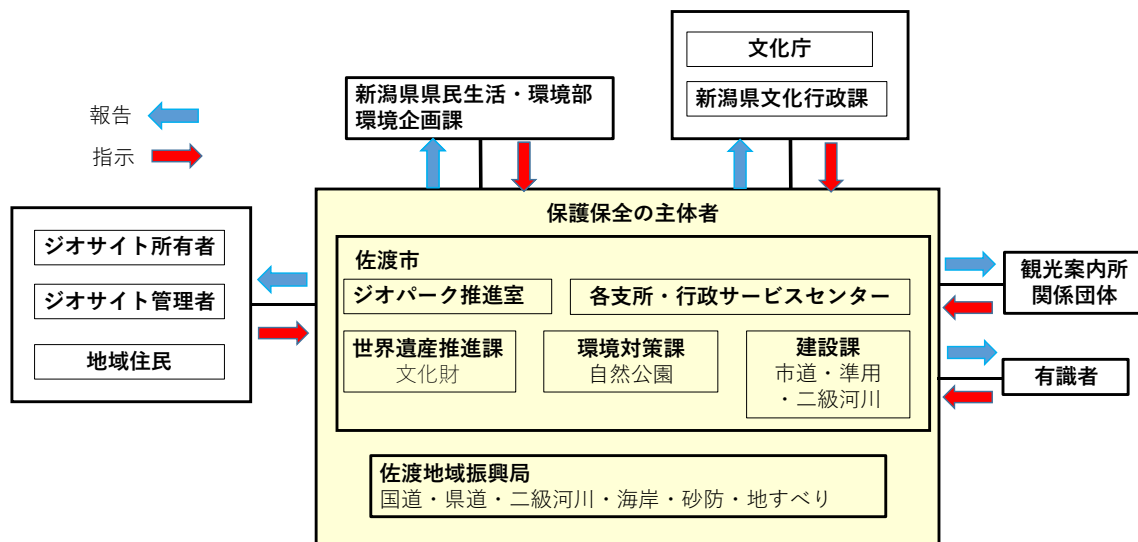 文化庁
新潟県文化行政課
新潟県県民生活・環境部
環境企画課
報告
指示
保護保全の主体者
ジオサイト所有者
ジオサイト管理者
地域住民
佐渡市
ジオパーク推進室
各支所・行政サービスセンター
世界遺産推進課
文化財
環境対策課
自然公園
建設課
市道・準用
・二級河川
観光案内所
関係団体
有識者
佐渡地域振興局
国道・県道・二級河川・海岸・砂防・地すべり